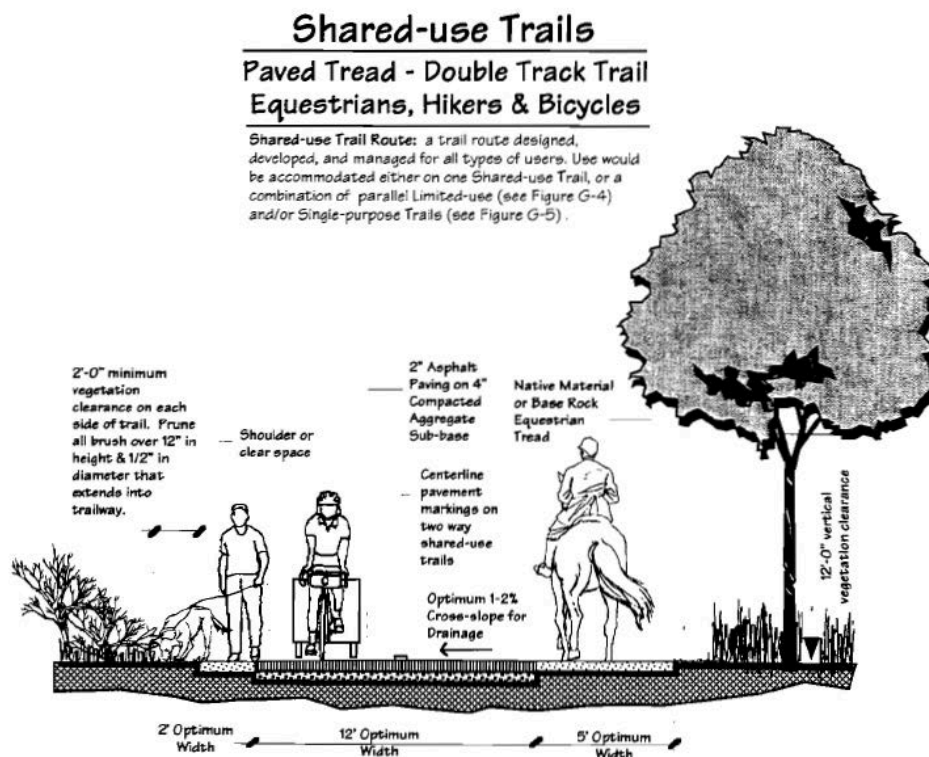 Shared-use Trails
Paved Tread - Double Track Trail
Equestrians, Hikers & Bicycles
Shared-use Trail Route: a trail route designed,
developed, and managed for all types of users. Use would
be accommodated either on one Shared-use Trail, or a
combination of parallel Limited-use (see Figure G-4)
and/or Single-purpose Trails (see Figure G-5) .
2'-0" minimum
vegetation
clearance on each
side of trail. Prune
all brush over 12" in
height & 1/2" in
diameter that
extends into
trailway.
Shoulder or
clear space
2" Asphalt
Paving on 4"
Compacted
Aggregate
Sub-base
Native Material
or Base Rock
Equestrian
Tread
Centerline
pavement
markings on
two way
shared-use
trails
Optimum 1-2%
Cross-slope for
Drainage
12'-0" vertical
vegetation clearance
2' Optimum
Width
12' Optimum
Width
5' Optimum
Width